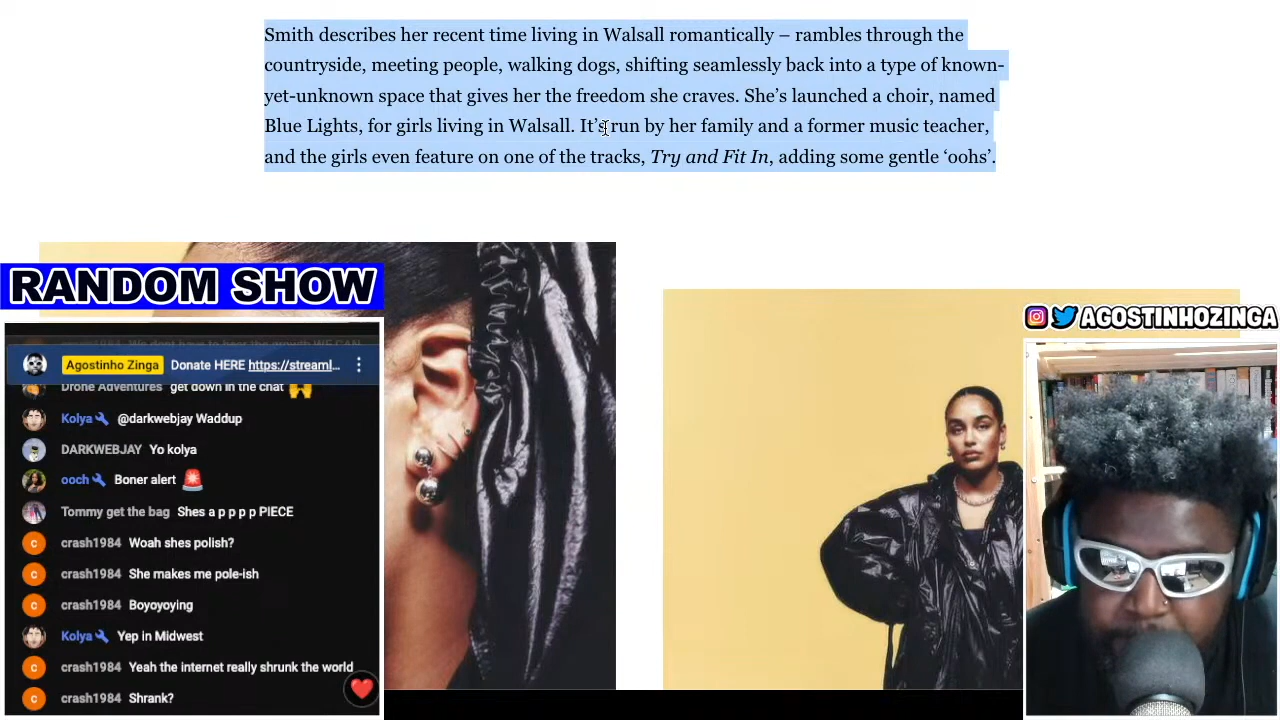 Smith describes her recent time living in Walsall romantically – rambles through the
countryside, meeting people, walking dogs, shifting seamlessly back into a type of known-
yet-unknown space that gives her the freedom she craves. She’s launched a choir, named
Blue Lights, for girls living in Walsall. It’s run by her family and a former music teacher,
and the girls even feature on one of the tracks, Try and Fit In, adding some gentle ‘oohs’.
RANDOM SHOW
Agostinho Zinga Donate HERE https://streaml...
Drone Adventures get down in the chat
Kolya @darkwebjay Waddup
DARKWEBJAY Yo kolya
ooch Boner alert
Tommy get the bag Shes a p p p p PIECE
crash1984 Woah shes polish?
crash1984 She makes me pole-ish
crash1984 Boyoyoying
Kolya Yep in Midwest
crash1984 Yeah the internet really shrunk the world
crash1984 Shrank?
AGOSTINHOZINGA